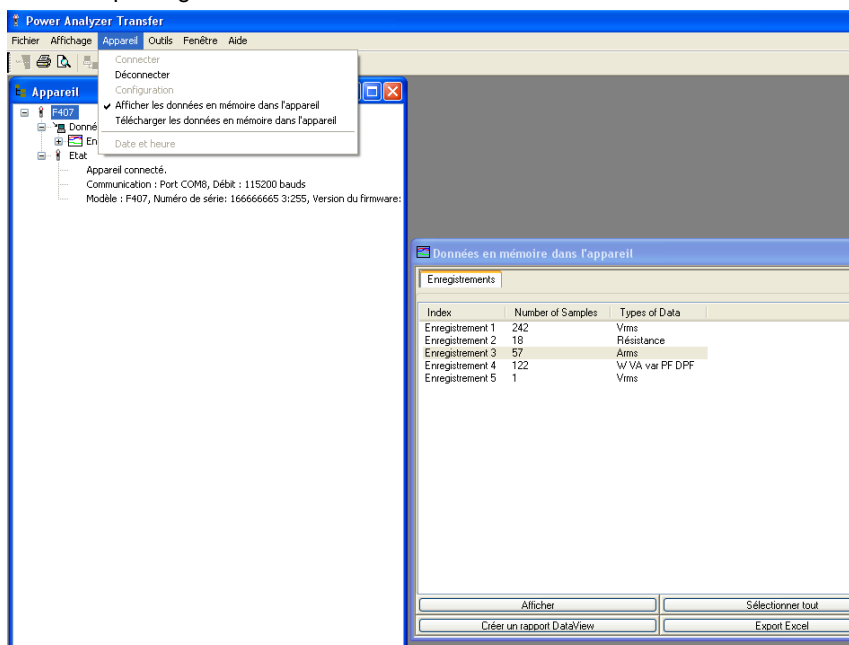 Power Analyzer Transfer
Fichier Affichage Appareil Outils Fenêtre Aide
Connecter
Déconnecter
Configuration
Afficher les données en mémoire dans l'appareil
Télécharger les données en mémoire dans l'appareil
Date et heure
Appareil
F407
Donné
En
Etat
Appareil connecté.
Communication : Port COM8, Débit : 115200 bauds
Modèle : F407, Numéro de série: 166666665 3:255, Version du firmware:
Données en mémoire dans l'appareil
Enregistrements
Index Number of Samples Types of Data
Enregistrement 1 242 Vrms
Enregistrement 2 18 Résistance
Enregistrement 3 57 Arms
Enregistrement 4 122 W VA var PF DPF
Enregistrement 5 1 Vrms
Afficher Sélectionner tout
Créer un rapport DataView Export Excel